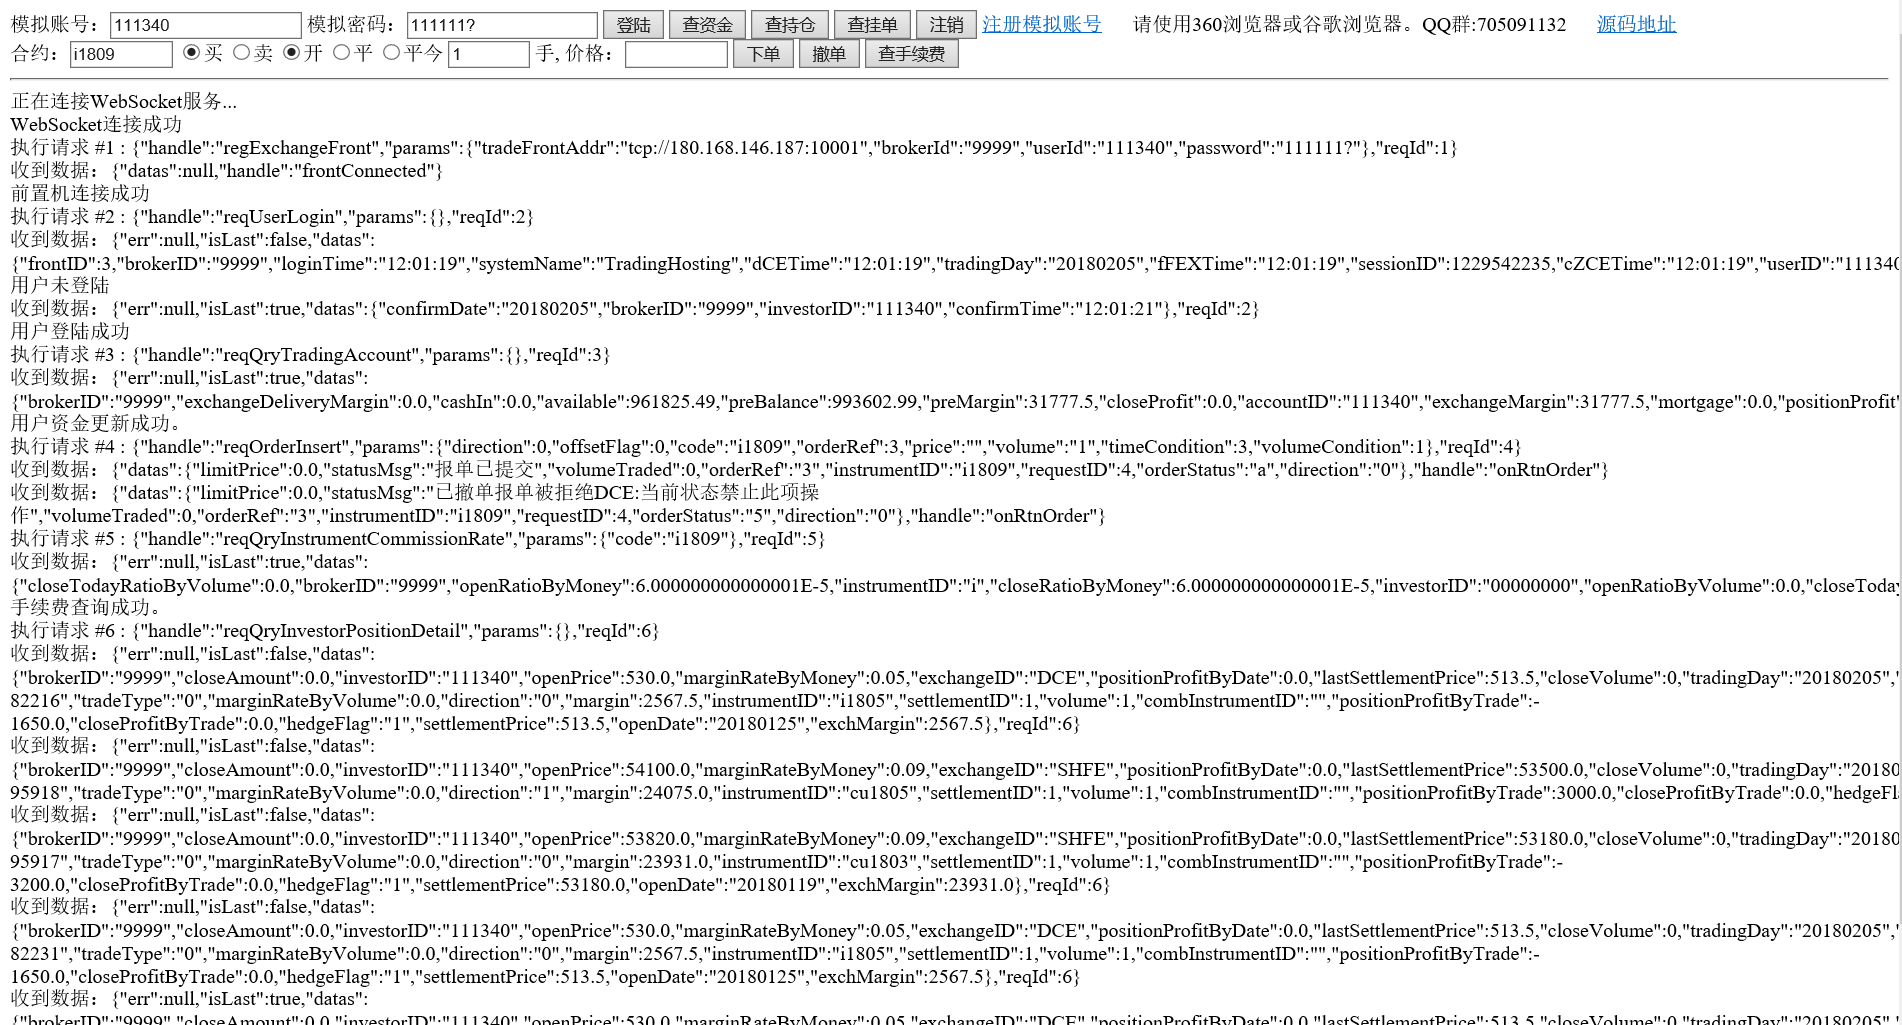 模拟账号： 111340 模拟密码： 111111? 登陆 查资金 查持仓 查挂单 注销 注册模拟账号 请使用360浏览器或谷歌浏览器。QQ群:705091132 源码地址
合约： i1809 买 卖 开 平 平今 1 手, 价格： 下单 撤单 查手续费
正在连接WebSocket服务...
WebSocket连接成功
执行请求 #1 : {"handle":"regExchangeFront","params":{"tradeFrontAddr":"tcp://180.168.146.187:10001","brokerId":"9999","userId":"111340","password":"111111?"},"reqId":1}
收到数据： {"datas":null,"handle":"frontConnected"}
前置机连接成功
执行请求 #2 : {"handle":"reqUserLogin","params":{},"reqId":2}
收到数据： {"err":null,"isLast":false,"datas":
{"frontID":3,"brokerID":"9999","loginTime":"12:01:19","systemName":"TradingHosting","dCETime":"12:01:19","tradingDay":"20180205","fFEXTime":"12:01:19","sessionID":1229542235,"cZCETime":"12:01:19","userID":"111340
用户未登陆
收到数据： {"err":null,"isLast":true,"datas":{"confirmDate":"20180205","brokerID":"9999","investorID":"111340","confirmTime":"12:01:21"},"reqId":2}
用户登陆成功
执行请求 #3 : {"handle":"reqQryTradingAccount","params":{},"reqId":3}
收到数据： {"err":null,"isLast":true,"datas":
{"brokerID":"9999","exchangeDeliveryMargin":0.0,"cashIn":0.0,"available":961825.49,"preBalance":993602.99,"preMargin":31777.5,"closeProfit":0.0,"accountID":"111340","exchangeMargin":31777.5,"mortgage":0.0,"positionProfit"
用户资金更新成功。
执行请求 #4 : {"handle":"reqOrderInsert","params":{"direction":0,"offsetFlag":0,"code":"i1809","orderRef":3,"price":"","volume":"1","timeCondition":3,"volumeCondition":1},"reqId":4}
收到数据： {"datas":{"limitPrice":0.0,"statusMsg":"报单已提交","volumeTraded":0,"orderRef":"3","instrumentID":"i1809","requestID":4,"orderStatus":"a","direction":"0"},"handle":"onRtnOrder"}
收到数据： {"datas":{"limitPrice":0.0,"statusMsg":"已撤单报单被拒绝DCE:当前状态禁止此项操
作","volumeTraded":0,"orderRef":"3","instrumentID":"i1809","requestID":4,"orderStatus":"5","direction":"0"},"handle":"onRtnOrder"}
执行请求 #5 : {"handle":"reqQryInstrumentCommissionRate","params":{"code":"i1809"},"reqId":5}
收到数据： {"err":null,"isLast":true,"datas":
{"closeTodayRatioByVolume":0.0,"brokerID":"9999","openRatioByMoney":6.000000000000001E-5,"instrumentID":"i","closeRatioByMoney":6.000000000000001E-5,"investorID":"00000000","openRatioByVolume":0.0,"closeToday
手续费查询成功。
执行请求 #6 : {"handle":"reqQryInvestorPositionDetail","params":{},"reqId":6}
收到数据： {"err":null,"isLast":false,"datas":
{"brokerID":"9999","closeAmount":0.0,"investorID":"111340","openPrice":530.0,"marginRateByMoney":0.05,"exchangeID":"DCE","positionProfitByDate":0.0,"lastSettlementPrice":513.5,"closeVolume":0,"tradingDay":"20180205","
82216","tradeType":"0","marginRateByVolume":0.0,"direction":"0","margin":2567.5,"instrumentID":"i1805","settlementID":1,"volume":1,"combInstrumentID":"","positionProfitByTrade":-
1650.0,"closeProfitByTrade":0.0,"hedgeFlag":"1","settlementPrice":513.5,"openDate":"20180125","exchMargin":2567.5},"reqId":6}
收到数据： {"err":null,"isLast":false,"datas":
{"brokerID":"9999","closeAmount":0.0,"investorID":"111340","openPrice":54100.0,"marginRateByMoney":0.09,"exchangeID":"SHFE","positionProfitByDate":0.0,"lastSettlementPrice":53500.0,"closeVolume":0,"tradingDay":"20180
95918","tradeType":"0","marginRateByVolume":0.0,"direction":"1","margin":24075.0,"instrumentID":"cu1805","settlementID":1,"volume":1,"combInstrumentID":"","positionProfitByTrade":3000.0,"closeProfitByTrade":0.0,"hedgeFl
收到数据： {"err":null,"isLast":false,"datas":
{"brokerID":"9999","closeAmount":0.0,"investorID":"111340","openPrice":53820.0,"marginRateByMoney":0.09,"exchangeID":"SHFE","positionProfitByDate":0.0,"lastSettlementPrice":53180.0,"closeVolume":0,"tradingDay":"20180
95917","tradeType":"0","marginRateByVolume":0.0,"direction":"0","margin":23931.0,"instrumentID":"cu1803","settlementID":1,"volume":1,"combInstrumentID":"","positionProfitByTrade":-
3200.0,"closeProfitByTrade":0.0,"hedgeFlag":"1","settlementPrice":53180.0,"openDate":"20180119","exchMargin":23931.0},"reqId":6}
收到数据： {"err":null,"isLast":false,"datas":
{"brokerID":"9999","closeAmount":0.0,"investorID":"111340","openPrice":530.0,"marginRateByMoney":0.05,"exchangeID":"DCE","positionProfitByDate":0.0,"lastSettlementPrice":513.5,"closeVolume":0,"tradingDay":"20180205","
82231","tradeType":"0","marginRateByVolume":0.0,"direction":"0","margin":2567.5,"instrumentID":"i1805","settlementID":1,"volume":1,"combInstrumentID":"","positionProfitByTrade":-
1650.0,"closeProfitByTrade":0.0,"hedgeFlag":"1","settlementPrice":513.5,"openDate":"20180125","exchMargin":2567.5},"reqId":6}
收到数据： {"err":null,"isLast":true,"datas":
{"brokerID":"9999","closeAmount":0.0,"investorID":"111340","openPrice":530.0,"marginRateByMoney":0.05,"exchangeID":"DCE","positionProfitByDate":0.0,"lastSettlementPrice":513.5,"closeVolume":0,"tradingDay":"20180205","